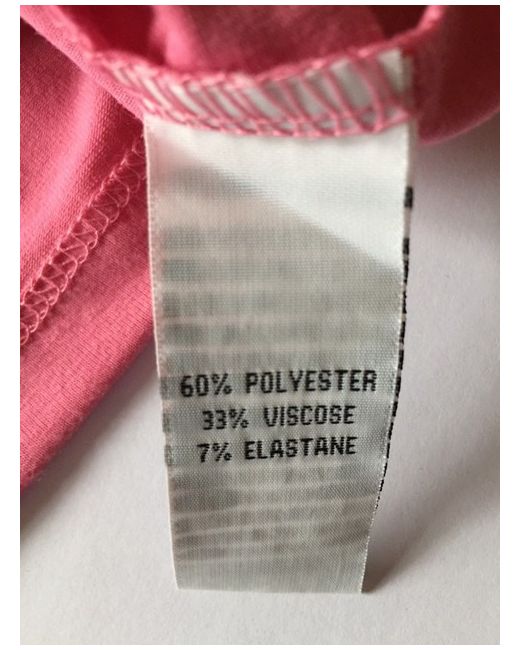 60% POLYESTER
33% VISCOSE
7% ELASTANE